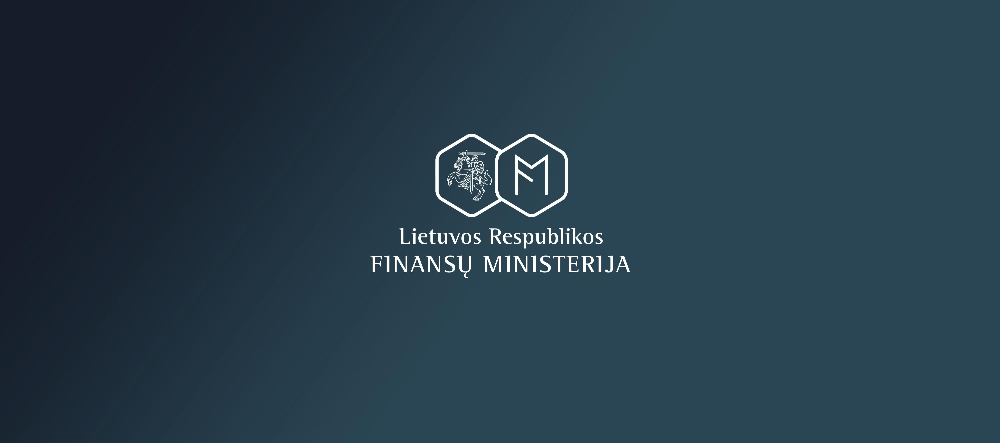 Lietuvos Respublikos
FINANSŲ MINISTERIJA